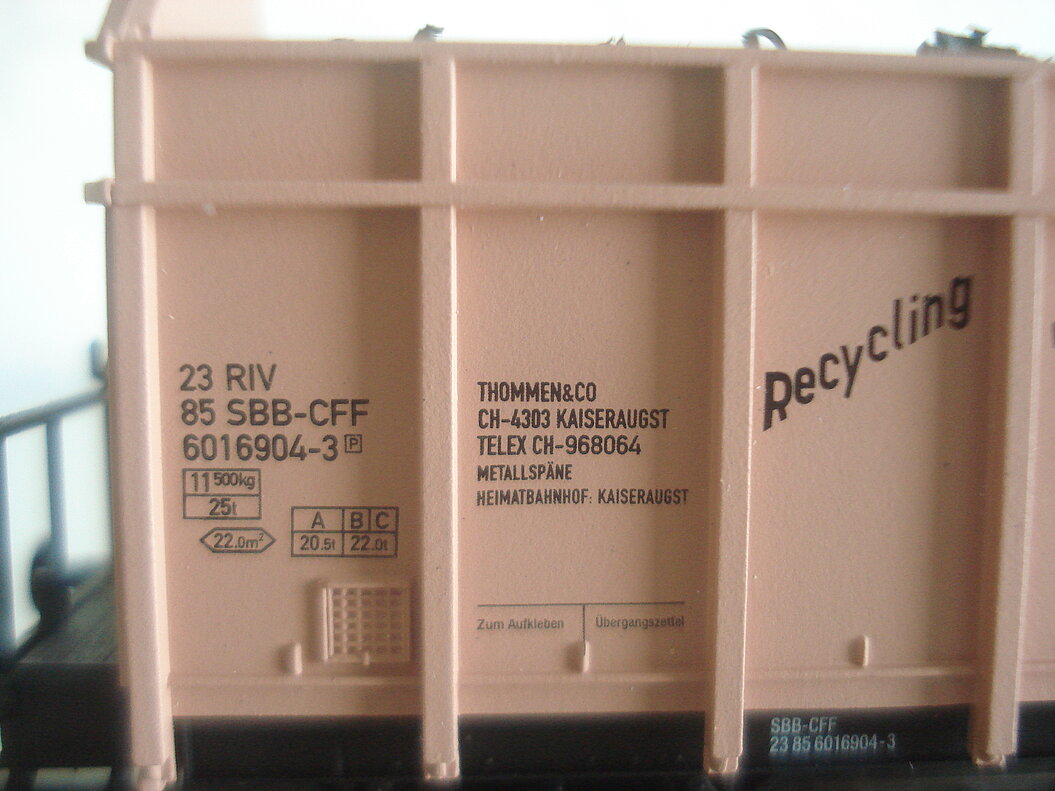 23 RIV
85 SBB-CFF
6016904-3 P
11 500kg
25t
22.0m²
A B C
20.5t 22.0t
THOMMEN&CO
CH-4303 KAISERAUGST
TELEX CH-968064
METALLSPÄNE
HEIMATBAHNHOF: KAISERAUGST
Zum Aufkleben Übergangszettel
Recycling
SBB-CFF
23 85 6016904-3